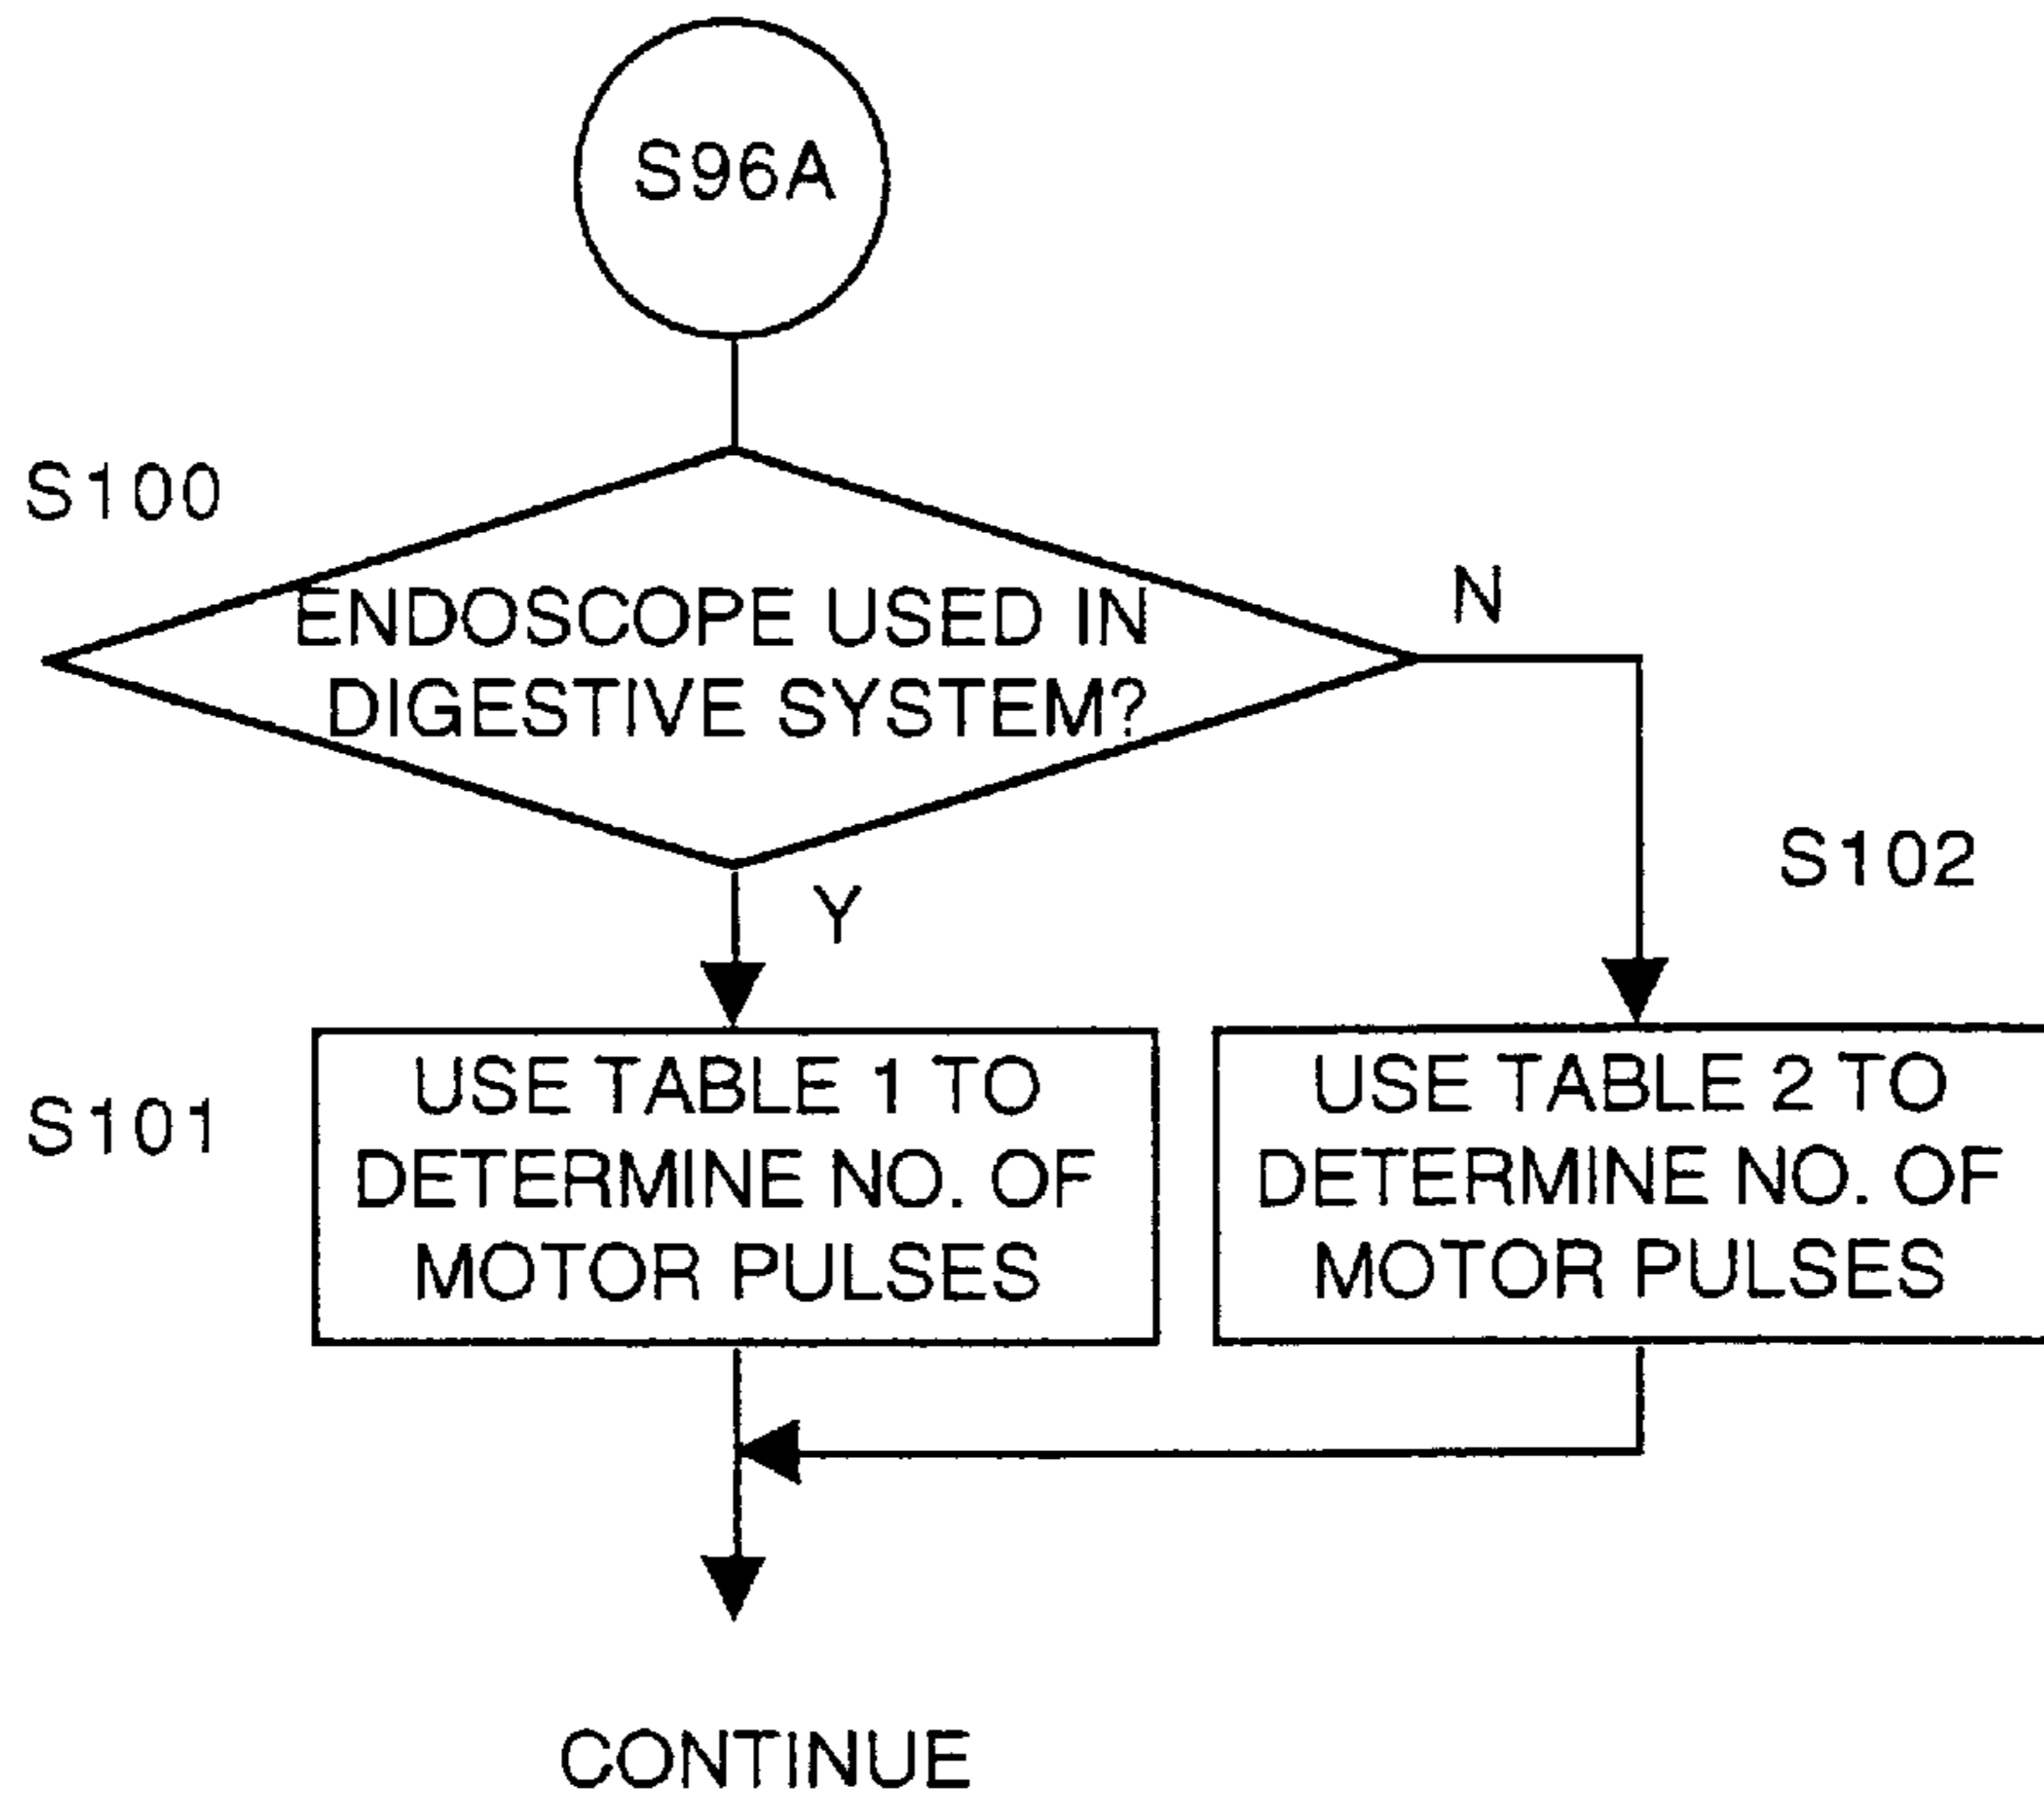 S96A
S100
ENDOSCOPE USED IN
DIGESTIVE SYSTEM?
N
Y
S102
S101
USE TABLE 1 TO
DETERMINE NO. OF
MOTOR PULSES
USE TABLE 2 TO
DETERMINE NO. OF
MOTOR PULSES
CONTINUE